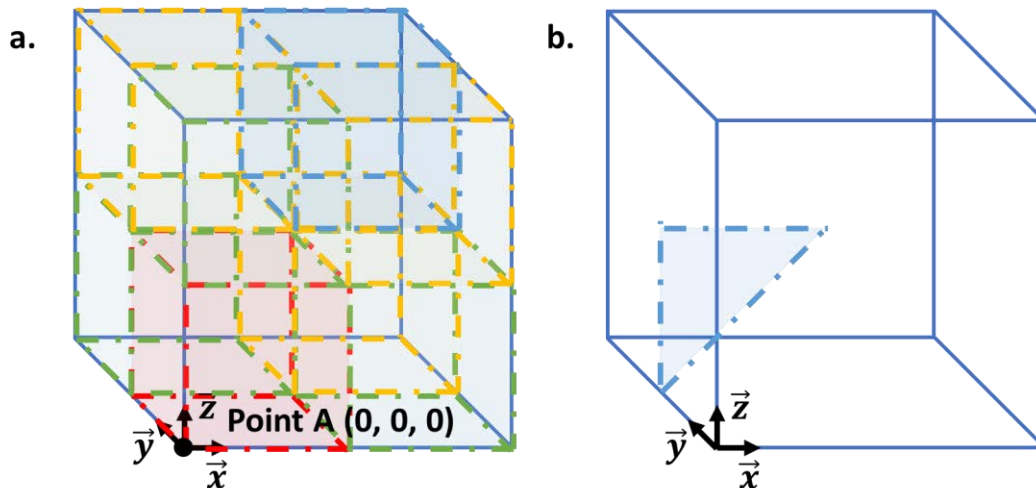 a.
b.
Point A (0, 0, 0)
z⃗
y⃗
x⃗
z⃗
y⃗
x⃗